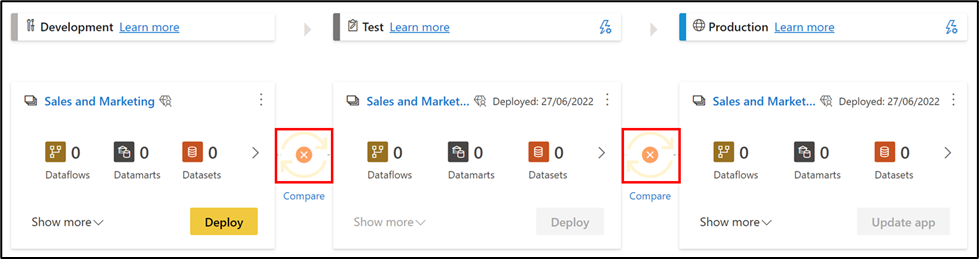 Development Learn more
Test Learn more
Production Learn more
Sales and Marketing
0 0 0
Dataflows Datamarts Datasets
Show more Deploy
Compare
Sales and Market... Deployed: 27/06/2022
0 0 0
Dataflows Datamarts Datasets
Show more Deploy
Compare
Sales and Market... Deployed: 27/06/2022
0 0 0
Dataflows Datamarts Datasets
Show more Update app